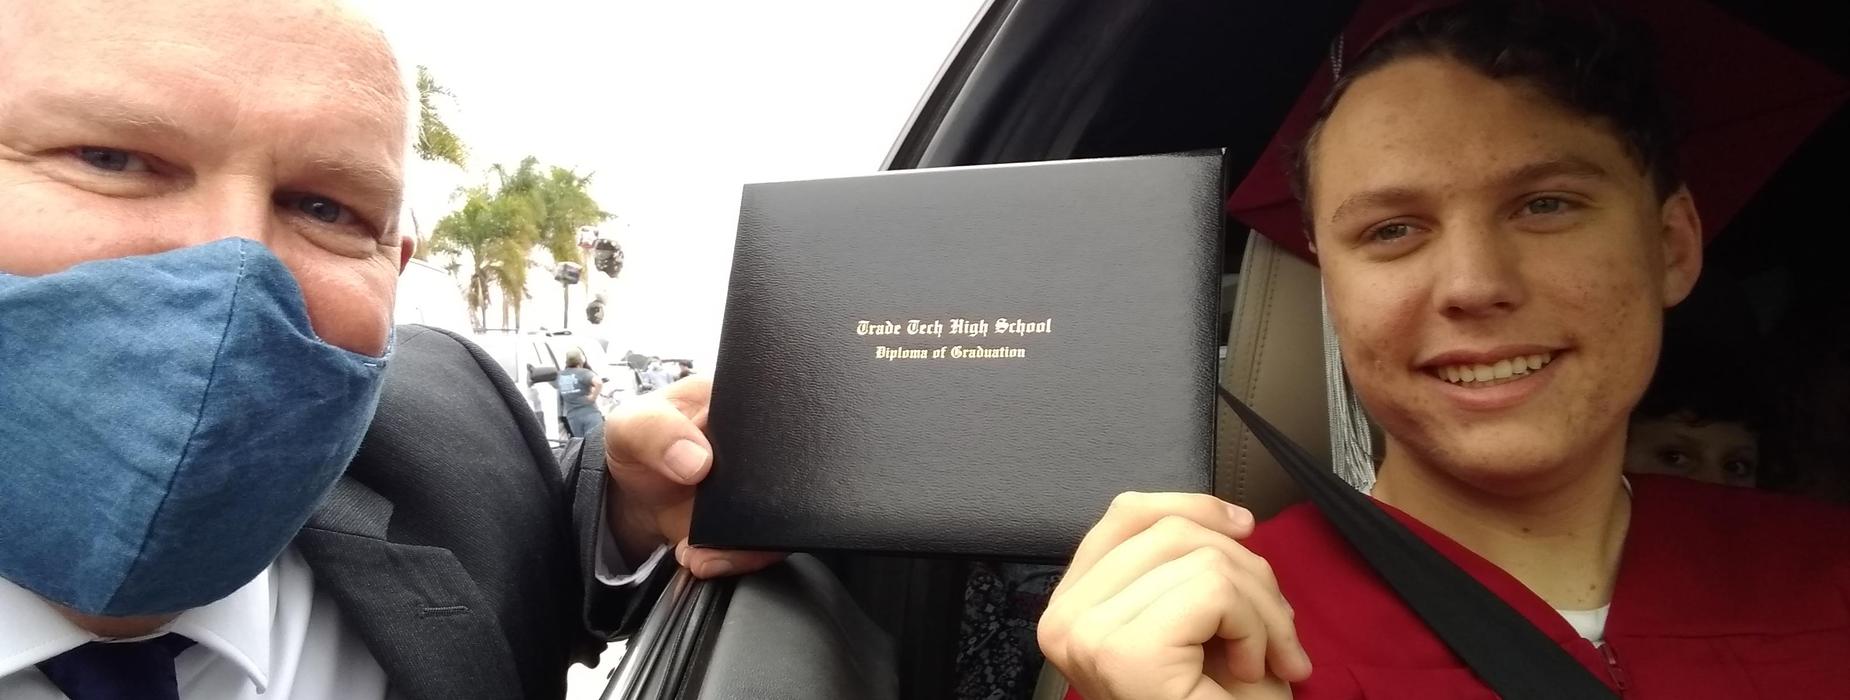 Trade Tech High School
Diploma of Graduation